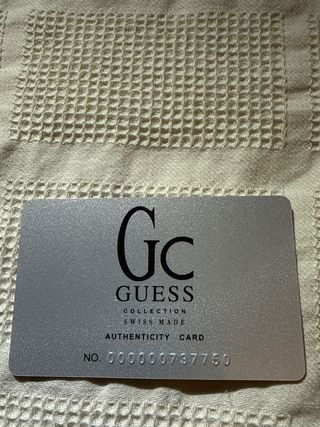 Gc
GUESS
COLLECTION
SWISS MADE
AUTHENTICITY CARD
NO. 000000737750